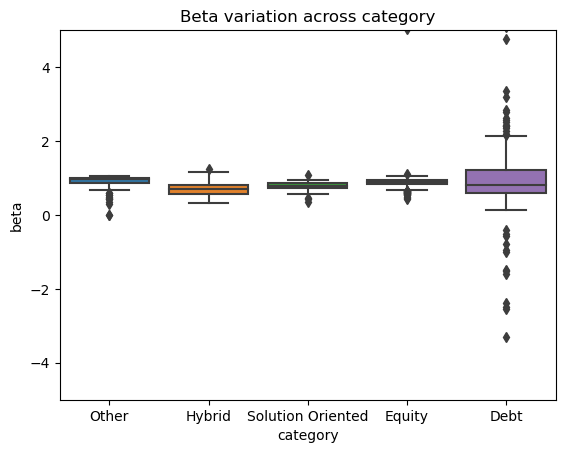 Beta variation across category
4
2
0
−2
−4
beta
Other Hybrid Solution Oriented Equity Debt
category